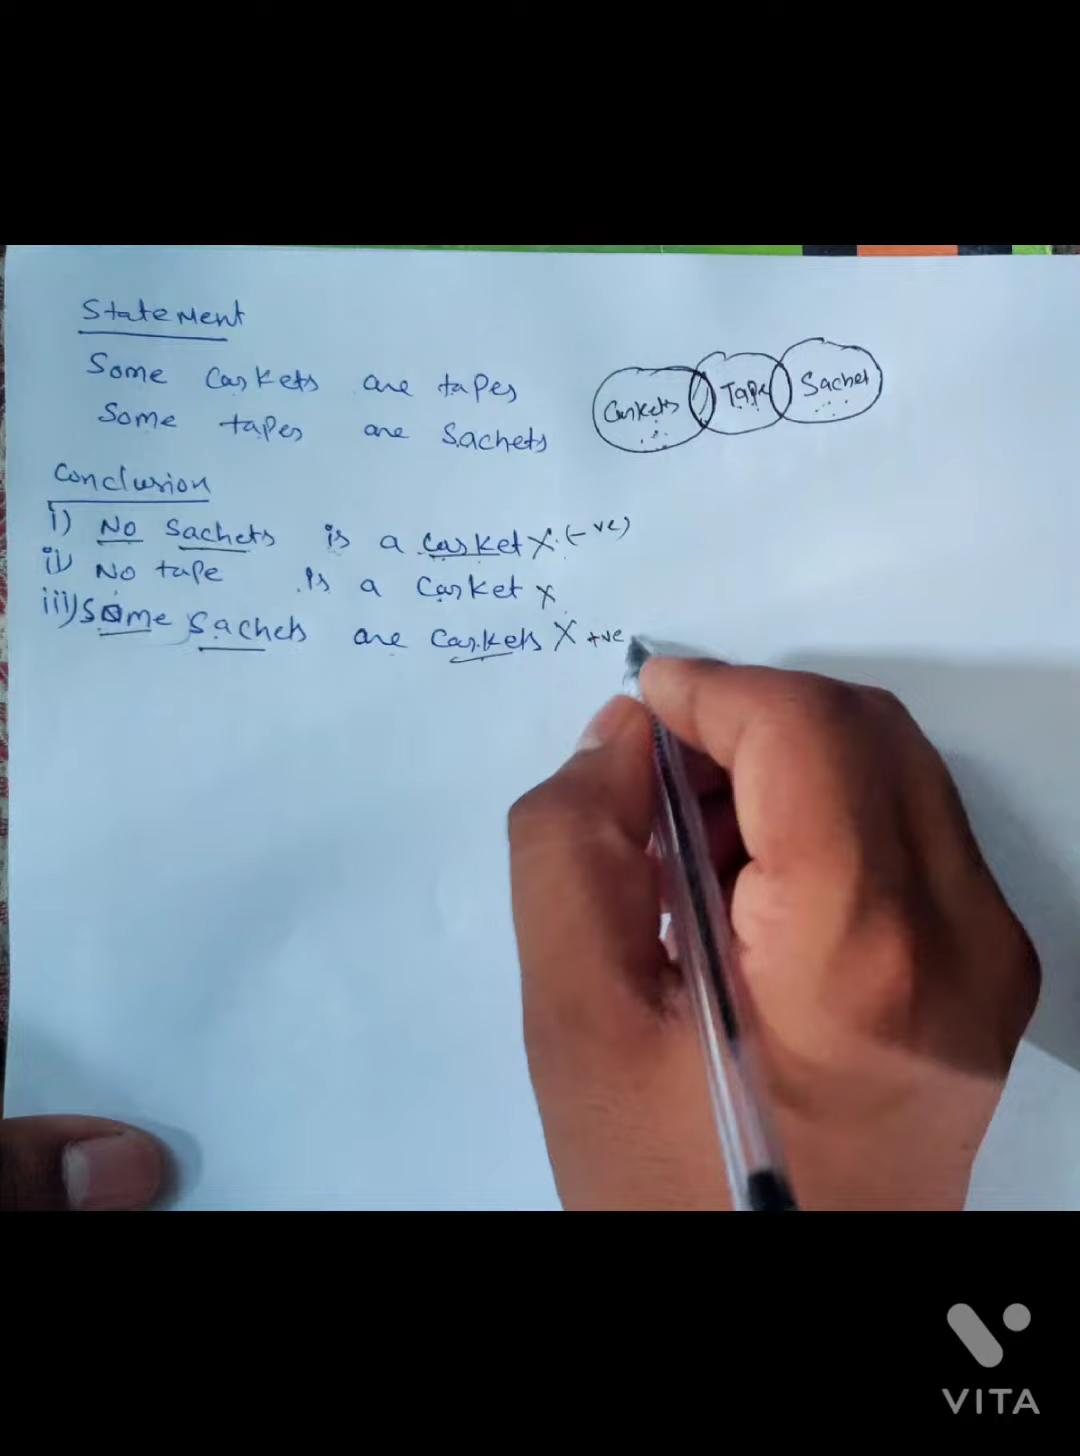 Statement
Some Caskets are tapes
Some tapes are Sachets
Caskets Tape Sachet
Conclusion
i) No Sachets is a casket X (-ve)
ii) No tape is a Casket x
iii) Some Sachets are Caskets X +ve
VITA